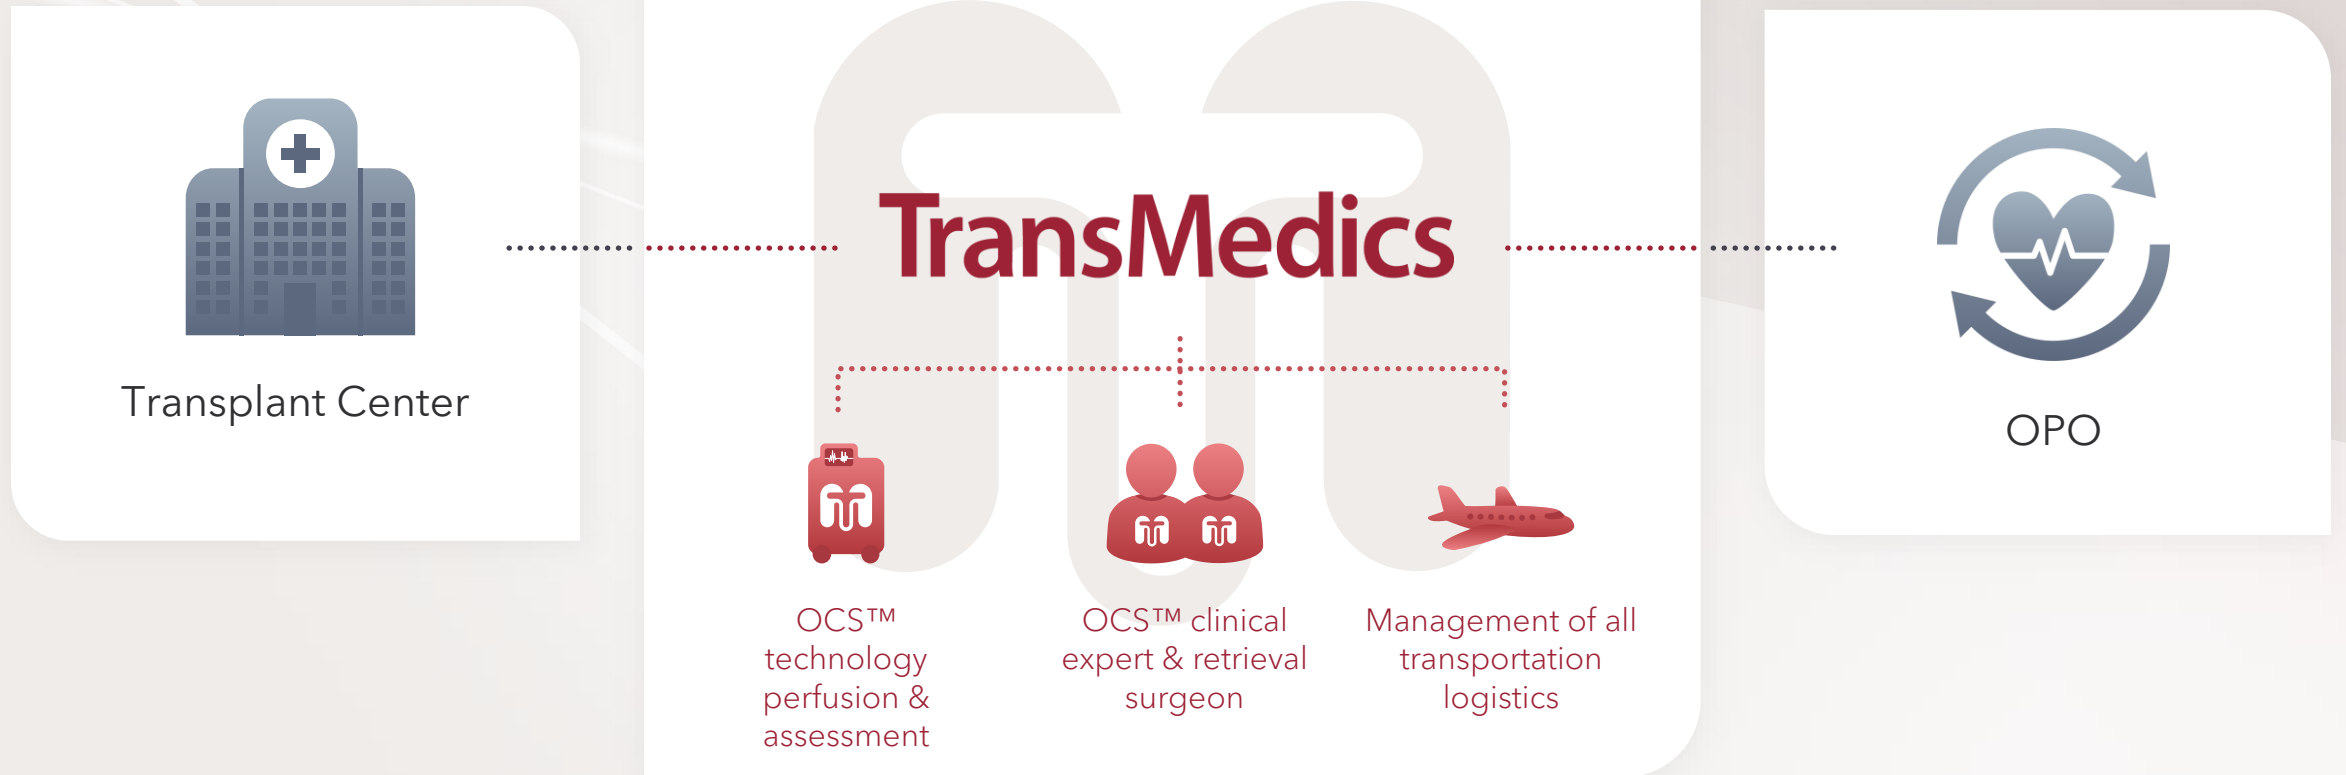 Transplant Center
TransMedics
OCS™
technology
perfusion &
assessment
OCS™ clinical
expert & retrieval
surgeon
Management of all
transportation
logistics
OPO